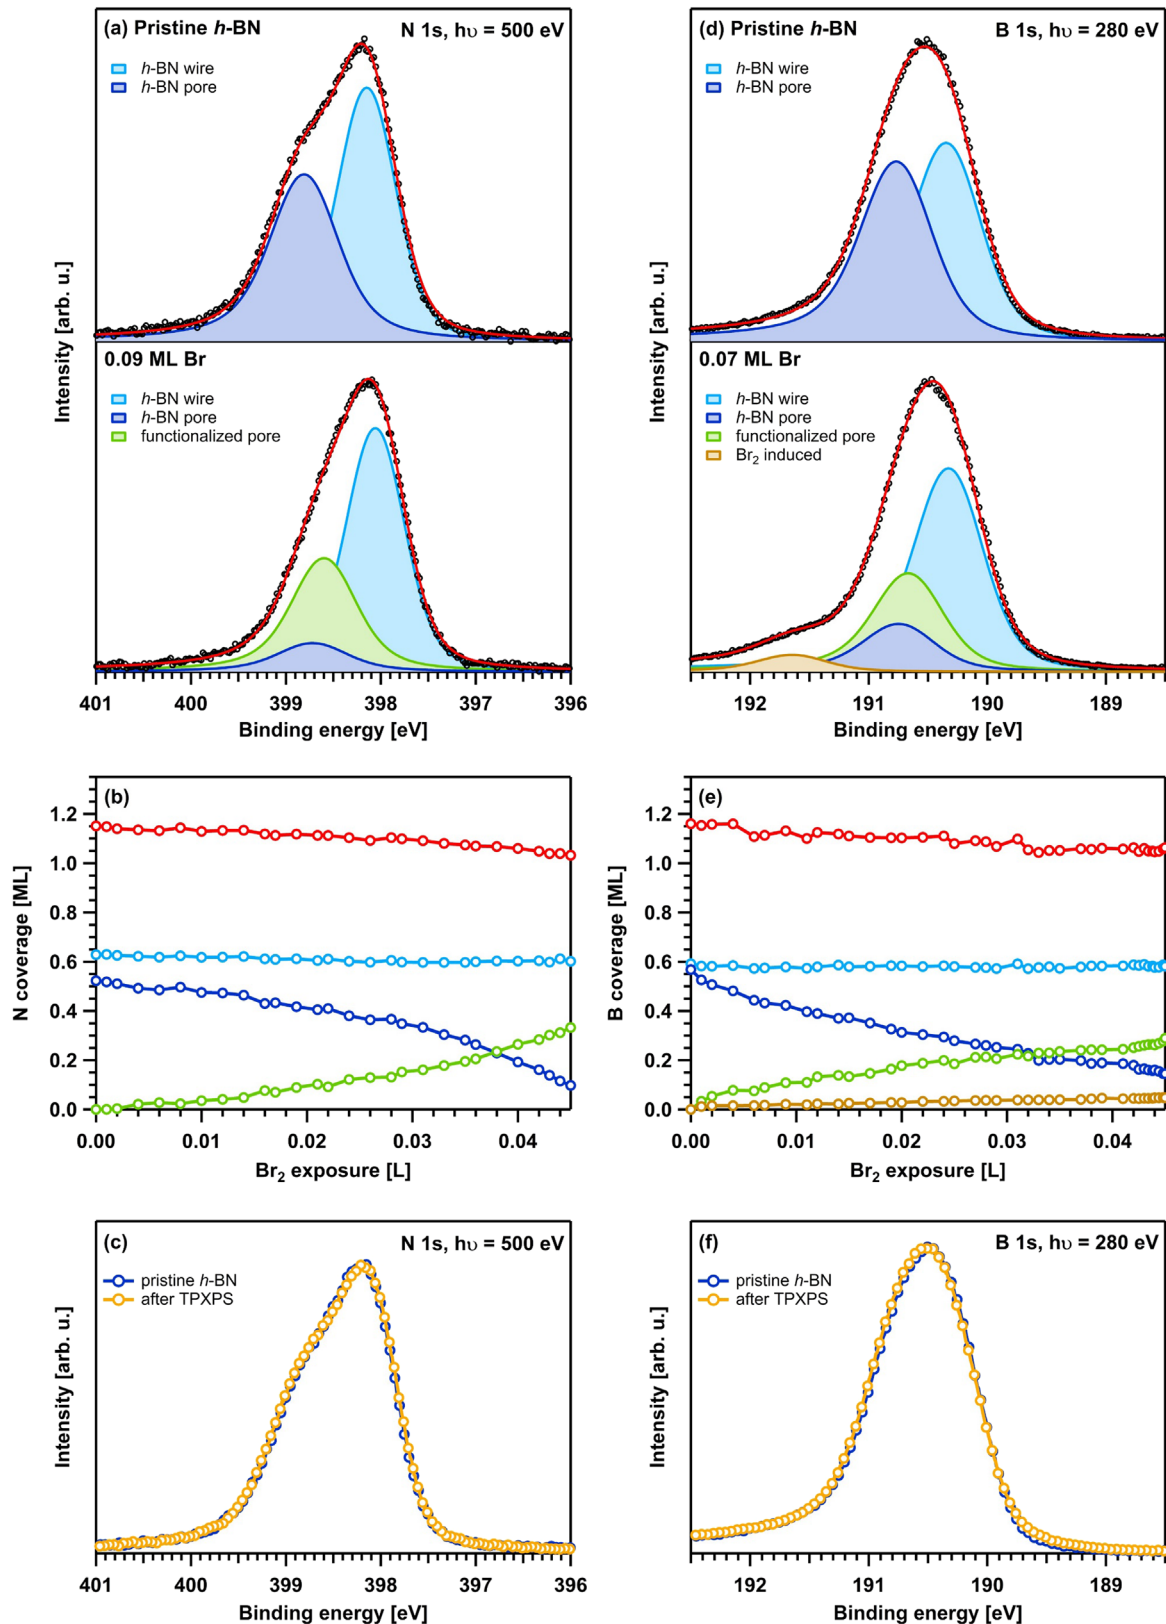 (a) Pristine h-BN
N 1s, hυ = 500 eV
h-BN wire
h-BN pore
0.09 ML Br
h-BN wire
h-BN pore
functionalized pore
Intensity [arb. u.]
401 400 399 398 397 396
Binding energy [eV]
(d) Pristine h-BN
B 1s, hυ = 280 eV
h-BN wire
h-BN pore
0.07 ML Br
h-BN wire
h-BN pore
functionalized pore
Br₂ induced
Intensity [arb. u.]
192 191 190 189
Binding energy [eV]
(b)
N coverage [ML]
1.2
1.0
0.8
0.6
0.4
0.2
0.0
0.00 0.01 0.02 0.03 0.04
Br₂ exposure [L]
(e)
B coverage [ML]
1.2
1.0
0.8
0.6
0.4
0.2
0.0
0.00 0.01 0.02 0.03 0.04
Br₂ exposure [L]
(c)
N 1s, hυ = 500 eV
pristine h-BN
after TPXPS
Intensity [arb. u.]
401 400 399 398 397 396
Binding energy [eV]
(f)
B 1s, hυ = 280 eV
pristine h-BN
after TPXPS
Intensity [arb. u.]
192 191 190 189
Binding energy [eV]